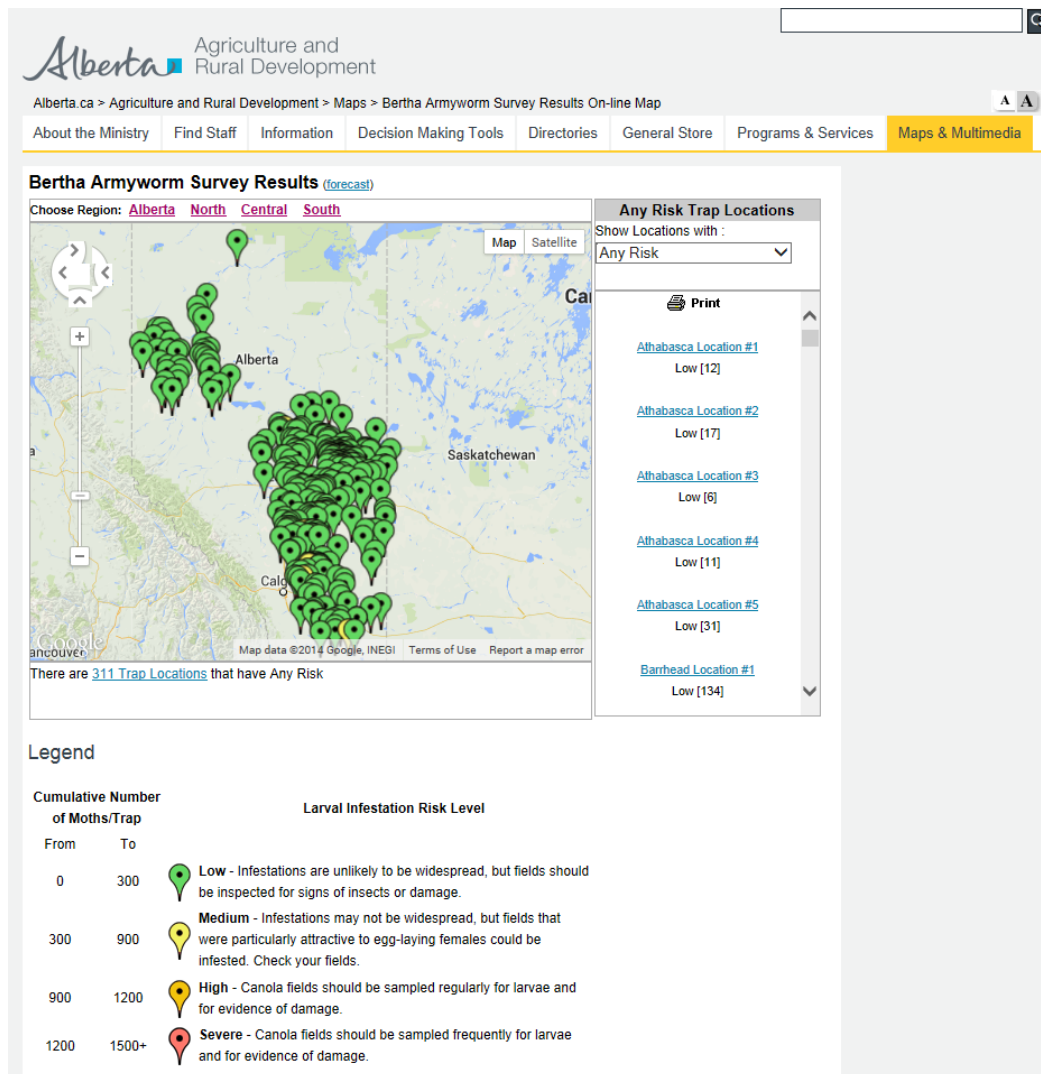 Alberta
Agriculture and
Rural Development
Alberta.ca > Agriculture and Rural Development > Maps > Bertha Armyworm Survey Results On-line Map
A A
About the Ministry Find Staff Information Decision Making Tools Directories General Store Programs & Services Maps & Multimedia
Bertha Armyworm Survey Results (forecast)
Choose Region: Alberta North Central South
Map Satellite
Alberta
Saskatchewan
Google
Map data ©2014 Google, INEGI Terms of Use Report a map error
There are 311 Trap Locations that have Any Risk
Any Risk Trap Locations
Show Locations with :
Any Risk
Print
Athabasca Location #1
Low [12]
Athabasca Location #2
Low [17]
Athabasca Location #3
Low [6]
Athabasca Location #4
Low [11]
Athabasca Location #5
Low [31]
Barrhead Location #1
Low [134]
Legend
Cumulative Number
of Moths/Trap
Larval Infestation Risk Level
From To
0 300
Low - Infestations are unlikely to be widespread, but fields should
be inspected for signs of insects or damage.
300 900
Medium - Infestations may not be widespread, but fields that
were particularly attractive to egg-laying females could be
infested. Check your fields.
900 1200
High - Canola fields should be sampled regularly for larvae and
for evidence of damage.
1200 1500+
Severe - Canola fields should be sampled frequently for larvae
and for evidence of damage.